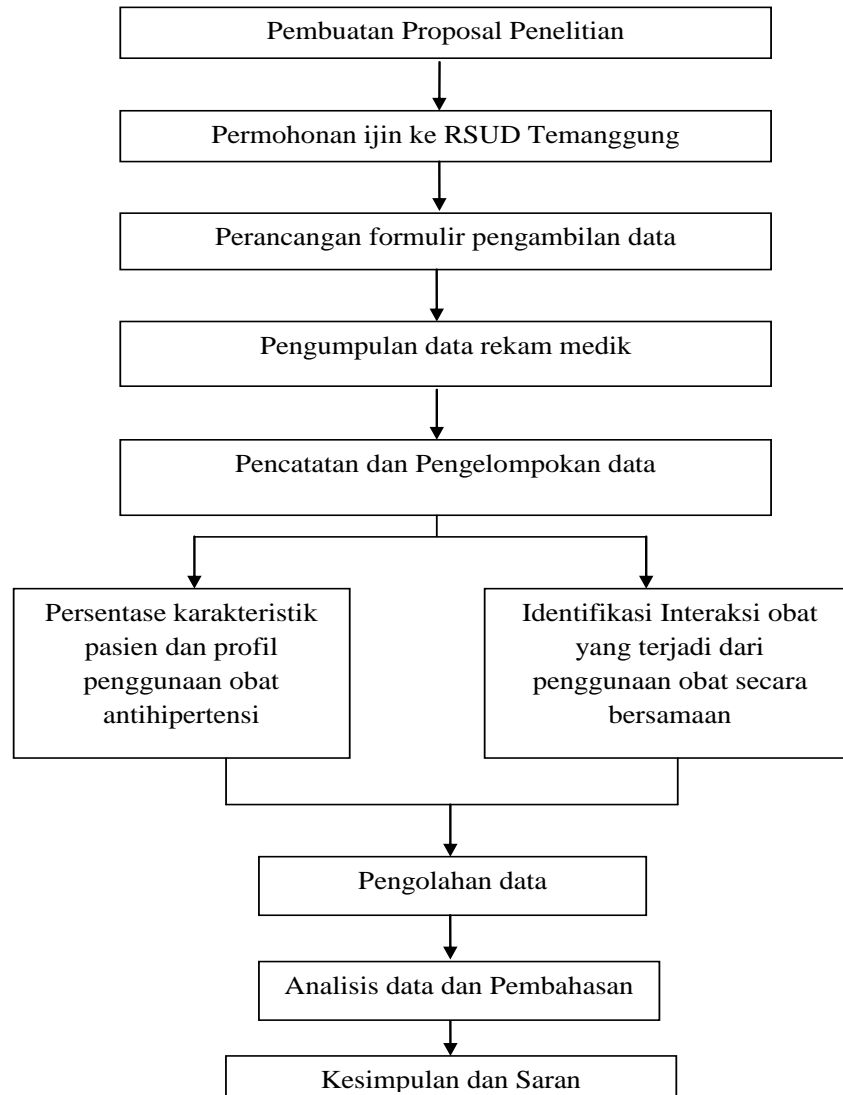 Pembuatan Proposal Penelitian
Permohonan ijin ke RSUD Temanggung
Perancangan formulir pengambilan data
Pengumpulan data rekam medik
Pencatatan dan Pengelompokan data
Persentase karakteristik
pasien dan profil
penggunaan obat
antihipertensi
Identifikasi Interaksi obat
yang terjadi dari
penggunaan obat secara
bersamaan
Pengolahan data
Analisis data dan Pembahasan
Kesimpulan dan Saran